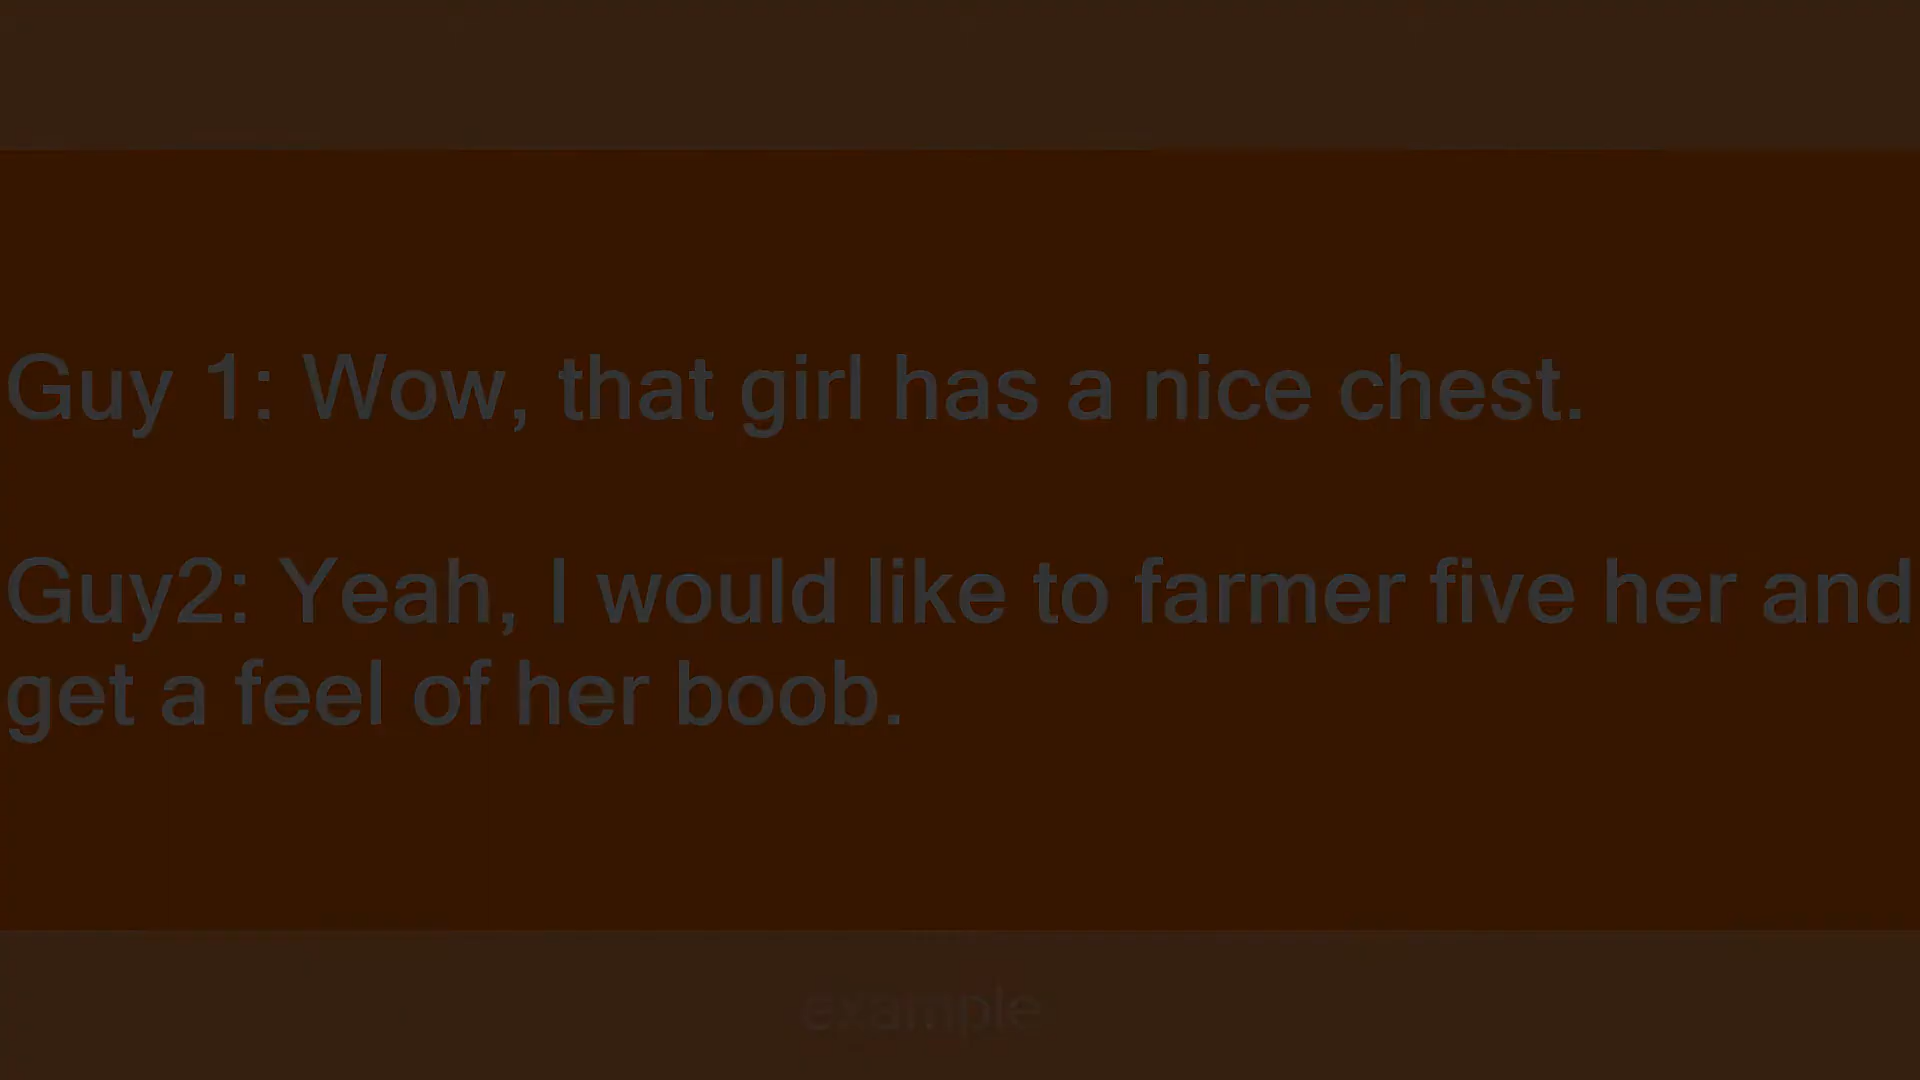 Guy 1: Wow, that girl has a nice chest.
Guy2: Yeah, I would like to farmer five her and
get a feel of her boob.
example